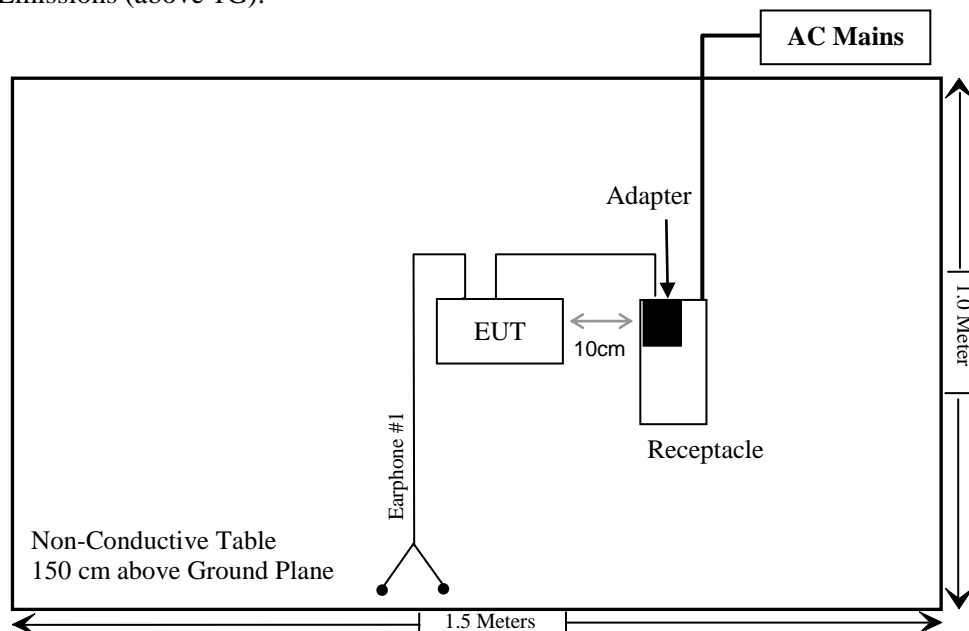 Emissions (above 1G):
AC Mains
Adapter
EUT
10cm
1.0 Meter
Earphone #1
Receptacle
Non-Conductive Table
150 cm above Ground Plane
1.5 Meters